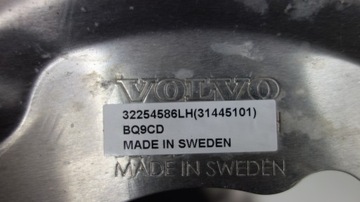 VOLVO
32254586LH(31445101)
BQ9CD
MADE IN SWEDEN
MADE IN SWEDEN